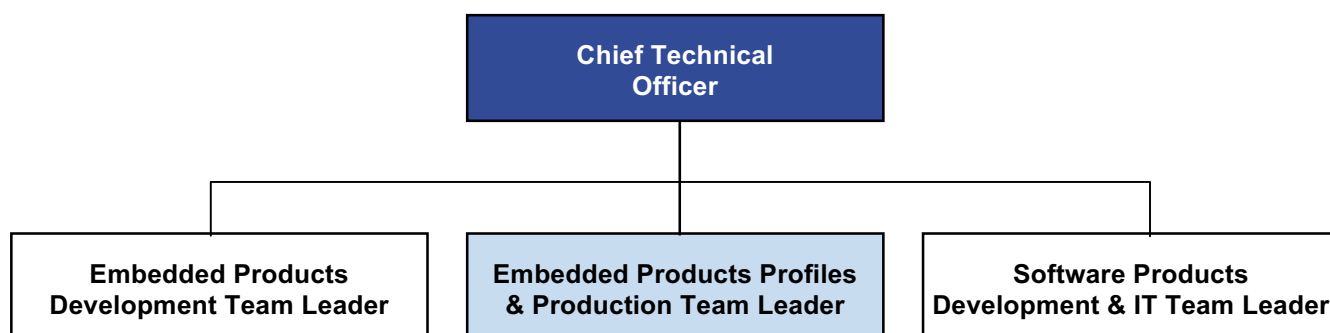 Chief Technical
Officer
Embedded Products
Development Team Leader
Embedded Products Profiles
& Production Team Leader
Software Products
Development & IT Team Leader